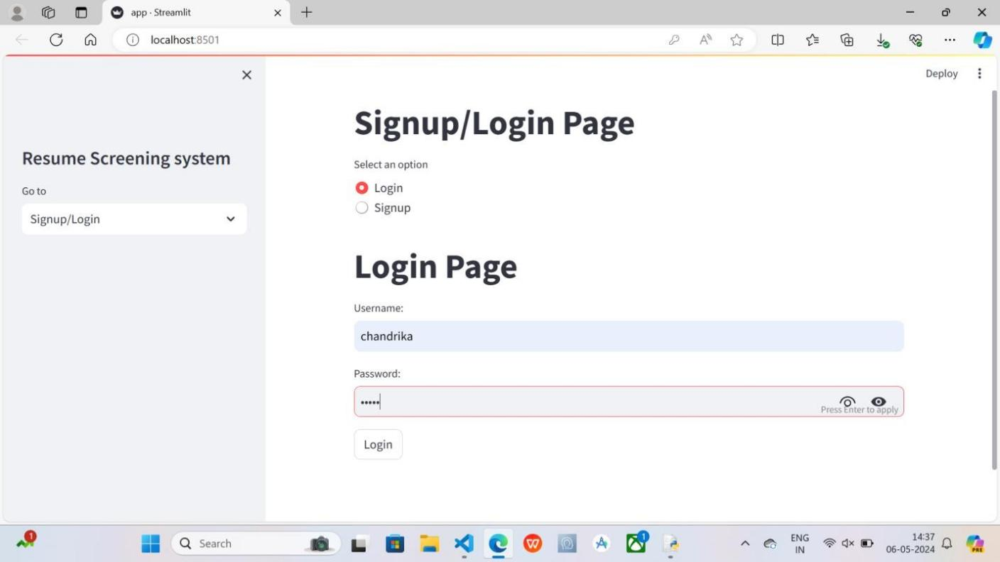 app · Streamlit
localhost:8501
Deploy
Resume Screening system
Go to
Signup/Login
Signup/Login Page
Select an option
Login
Signup
Login Page
Username:
chandrika
Password:
•••••
Press Enter to apply
Login
1
Search
1
ENG
IN
14:37
06-05-2024
PRE